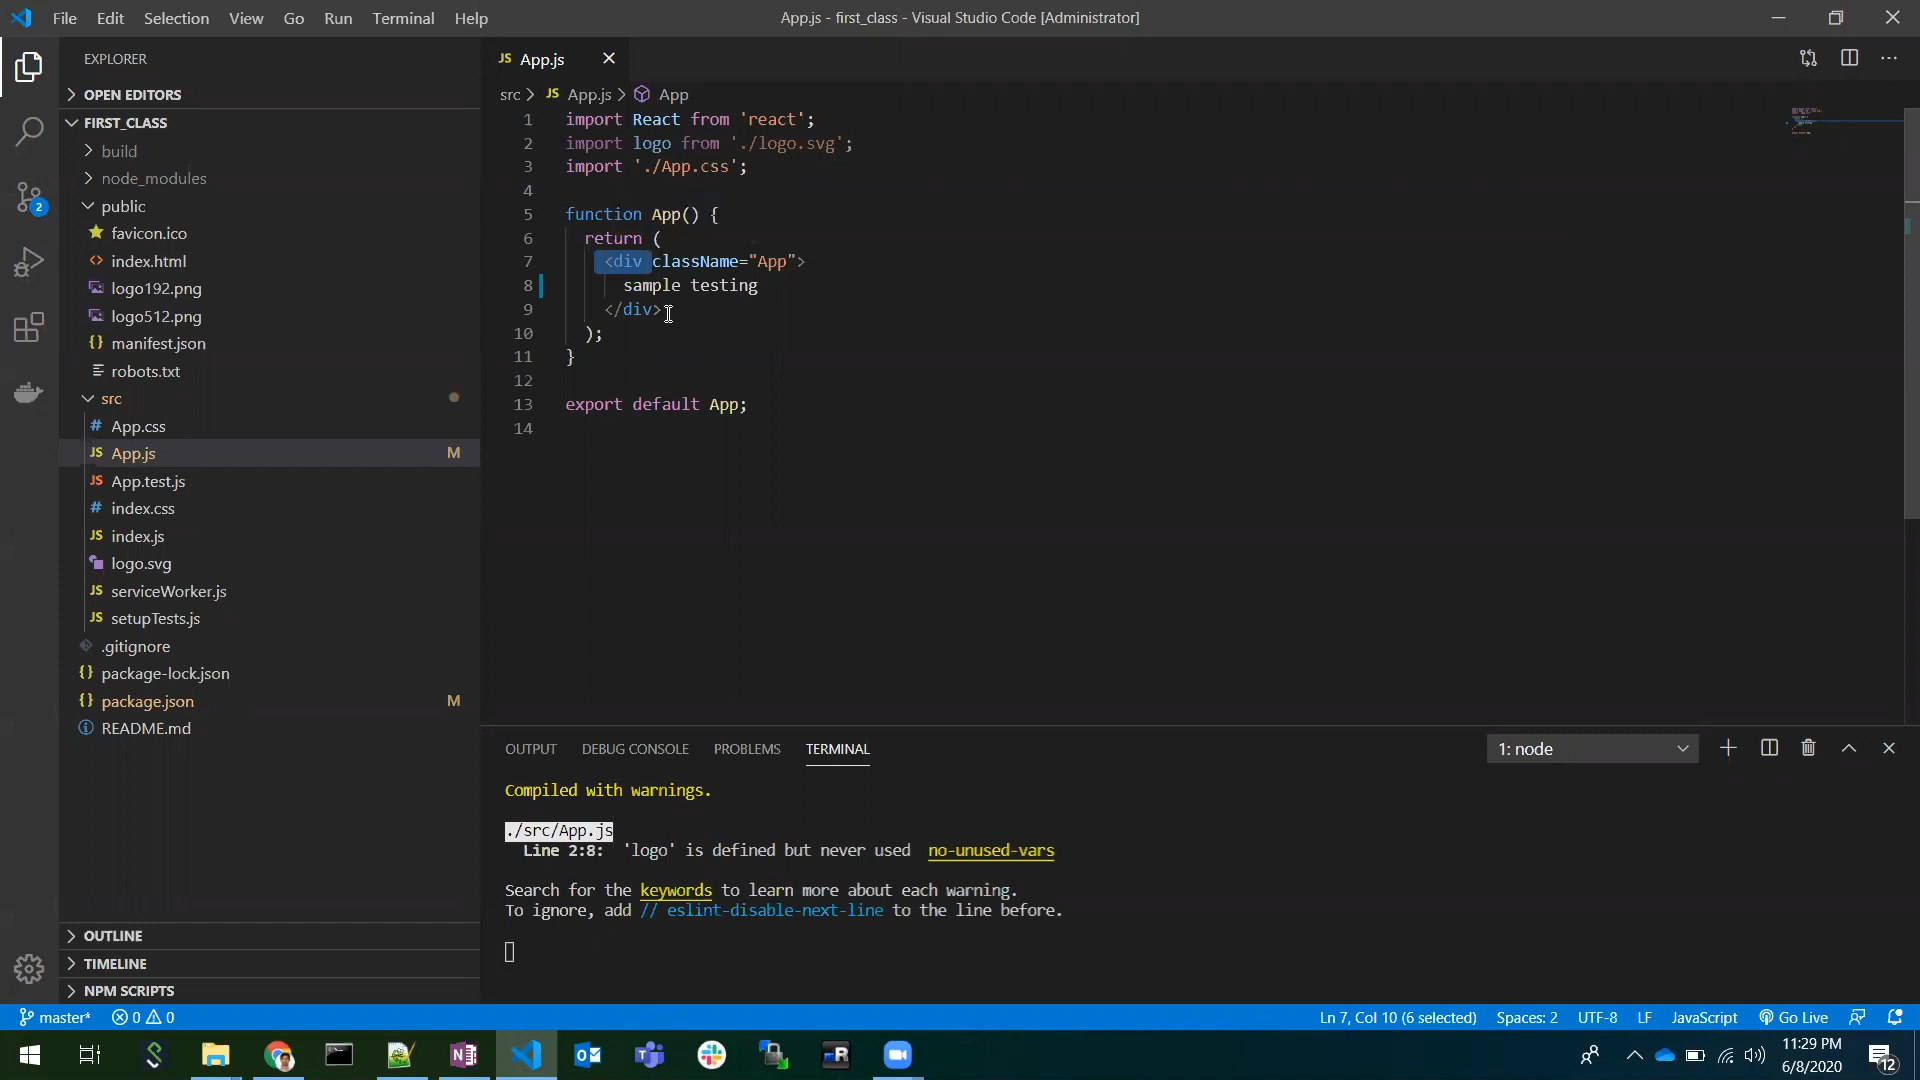 File Edit Selection View Go Run Terminal Help
App.js - first_class - Visual Studio Code [Administrator]
EXPLORER
OPEN EDITORS
FIRST_CLASS
build
node_modules
public
favicon.ico
index.html
logo192.png
logo512.png
manifest.json
robots.txt
src
App.css
App.js M
App.test.js
index.css
index.js
logo.svg
serviceWorker.js
setupTests.js
.gitignore
package-lock.json
package.json M
README.md
OUTLINE
TIMELINE
NPM SCRIPTS
2
JS App.js
src > JS App.js > App
1 import React from 'react';
2 import logo from './logo.svg';
3 import './App.css';
4
5 function App() {
6 return (
7 <div className="App">
8 sample testing
9 </div>
10 );
11 }
12
13 export default App;
14
OUTPUT DEBUG CONSOLE PROBLEMS TERMINAL
1: node
Compiled with warnings.
./src/App.js
Line 2:8: 'logo' is defined but never used no-unused-vars
Search for the keywords to learn more about each warning.
To ignore, add // eslint-disable-next-line to the line before.
master* 0 0
Ln 7, Col 10 (6 selected) Spaces: 2 UTF-8 LF JavaScript Go Live
11:29 PM
6/8/2020
12